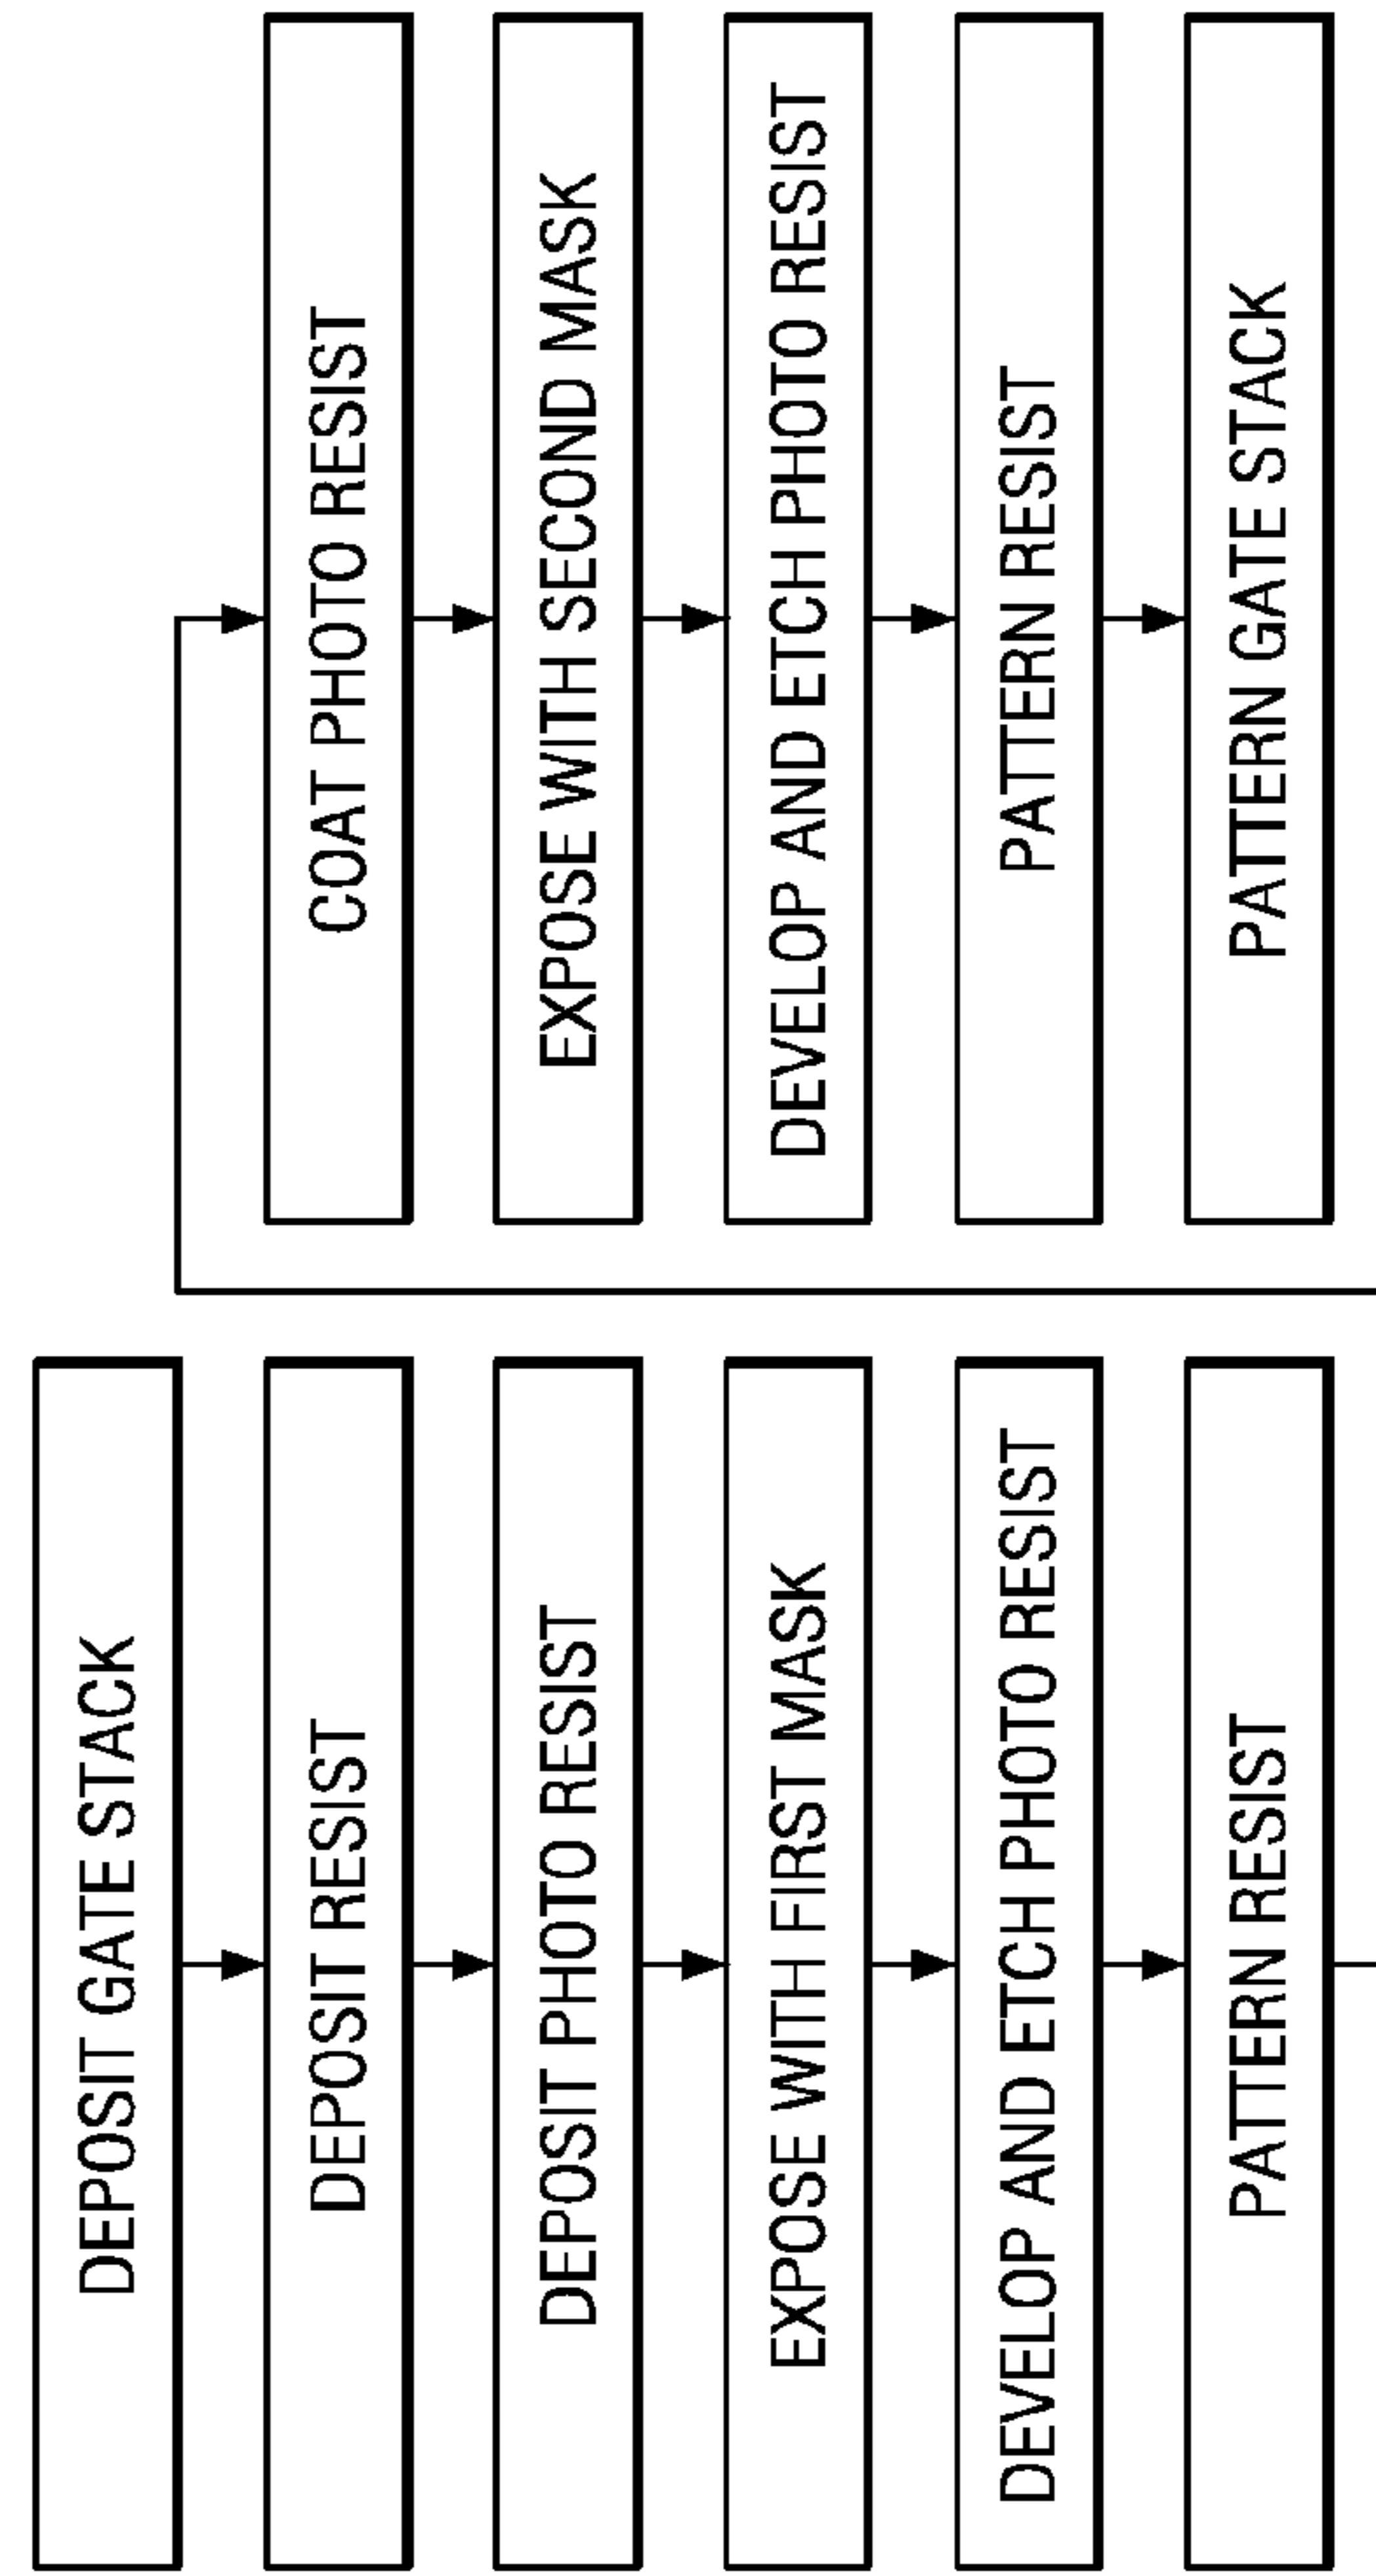 DEPOSIT GATE STACK
DEPOSIT RESIST
DEPOSIT PHOTO RESIST
EXPOSE WITH FIRST MASK
DEVELOP AND ETCH PHOTO RESIST
PATTERN RESIST
COAT PHOTO RESIST
EXPOSE WITH SECOND MASK
DEVELOP AND ETCH PHOTO RESIST
PATTERN RESIST
PATTERN GATE STACK